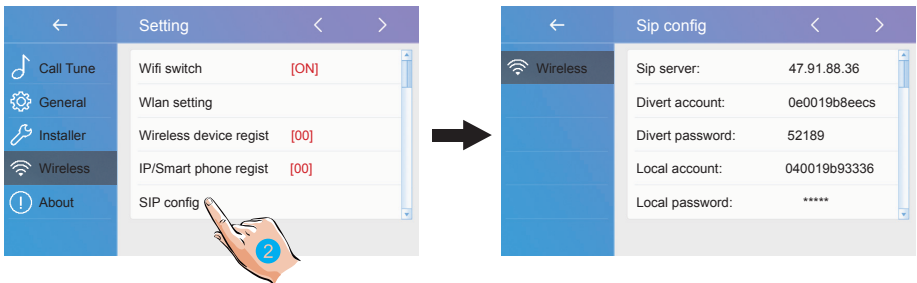 Setting
Call Tune
General
Installer
Wireless
About
Wifi switch [ON]
Wlan setting
Wireless device regist [00]
IP/Smart phone regist [00]
SIP config
2
Sip config
Wireless
Sip server: 47.91.88.36
Divert account: 0e0019b8eecs
Divert password: 52189
Local account: 040019b93336
Local password: *****